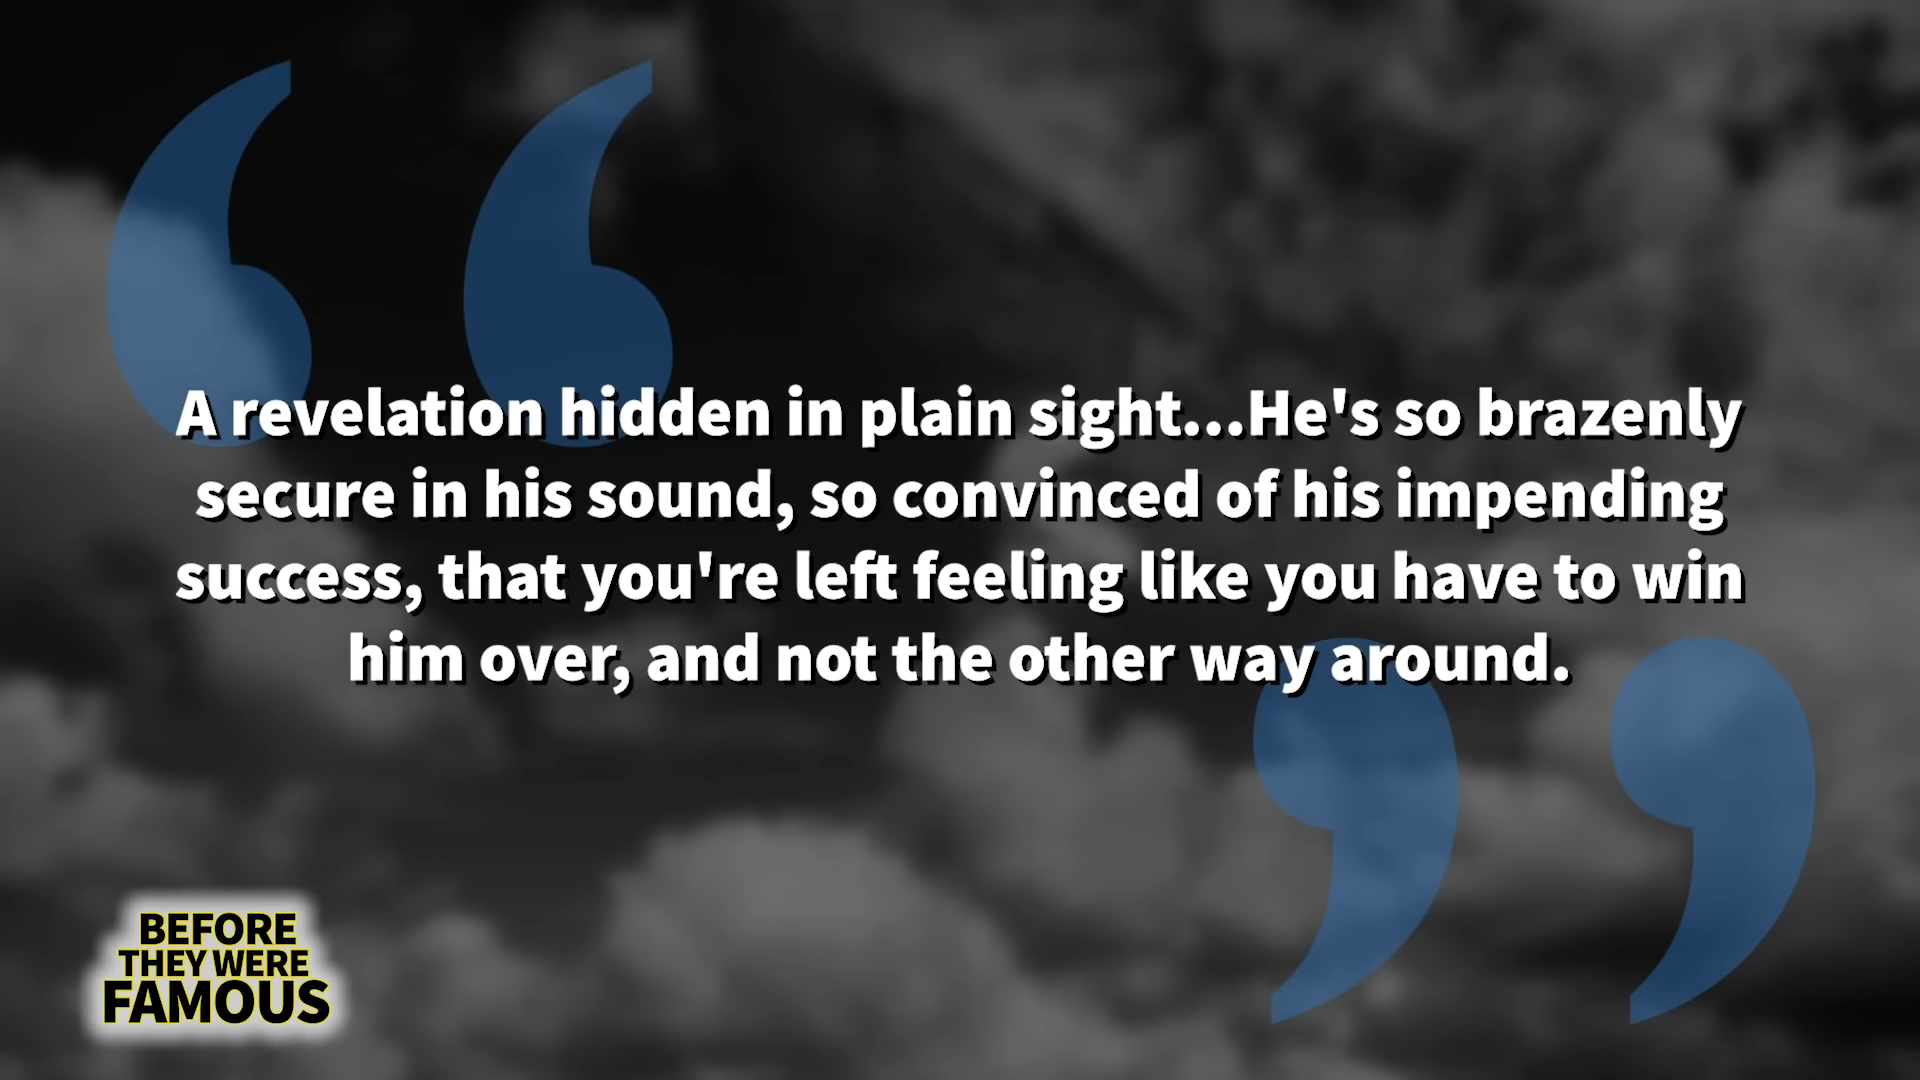 A revelation hidden in plain sight...He's so brazenly
secure in his sound, so convinced of his impending
success, that you're left feeling like you have to win
him over, and not the other way around.
BEFORE
THEY WERE
FAMOUS